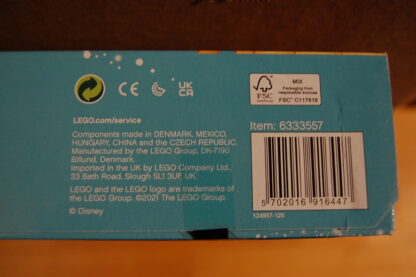 CE
UK
CA
FSC
MIX
Packaging from
responsible sources
FSC® C117818
LEGO.com/service
Components made in DENMARK, MEXICO,
HUNGARY, CHINA and the CZECH REPUBLIC.
Manufactured by the LEGO Group, DK-7190
Billund, Denmark.
Imported in the UK by LEGO Company Ltd.,
33 Bath Road, Slough SL1 3UF UK.
LEGO and the LEGO logo are trademarks of
the LEGO Group. ©2021 The LEGO Group.
© Disney
Item: 6333557
5 702016 916447